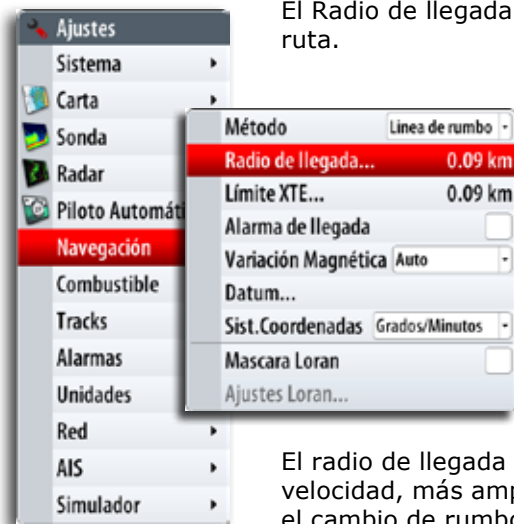 El Radio de llegada
ruta.
Ajustes
Sistema
Carta
Sonda
Radar
Piloto Automáti
Navegación
Combustible
Tracks
Alarmas
Unidades
Red
AIS
Simulador
Método Linea de rumbo
Radio de llegada... 0.09 km
Límite XTE... 0.09 km
Alarma de llegada
Variación Magnética Auto
Datum...
Sist.Coordenadas Grados/Minutos
Mascara Loran
Ajustes Loran...
El radio de llegada
velocidad, más amp
el cambio de rumbo